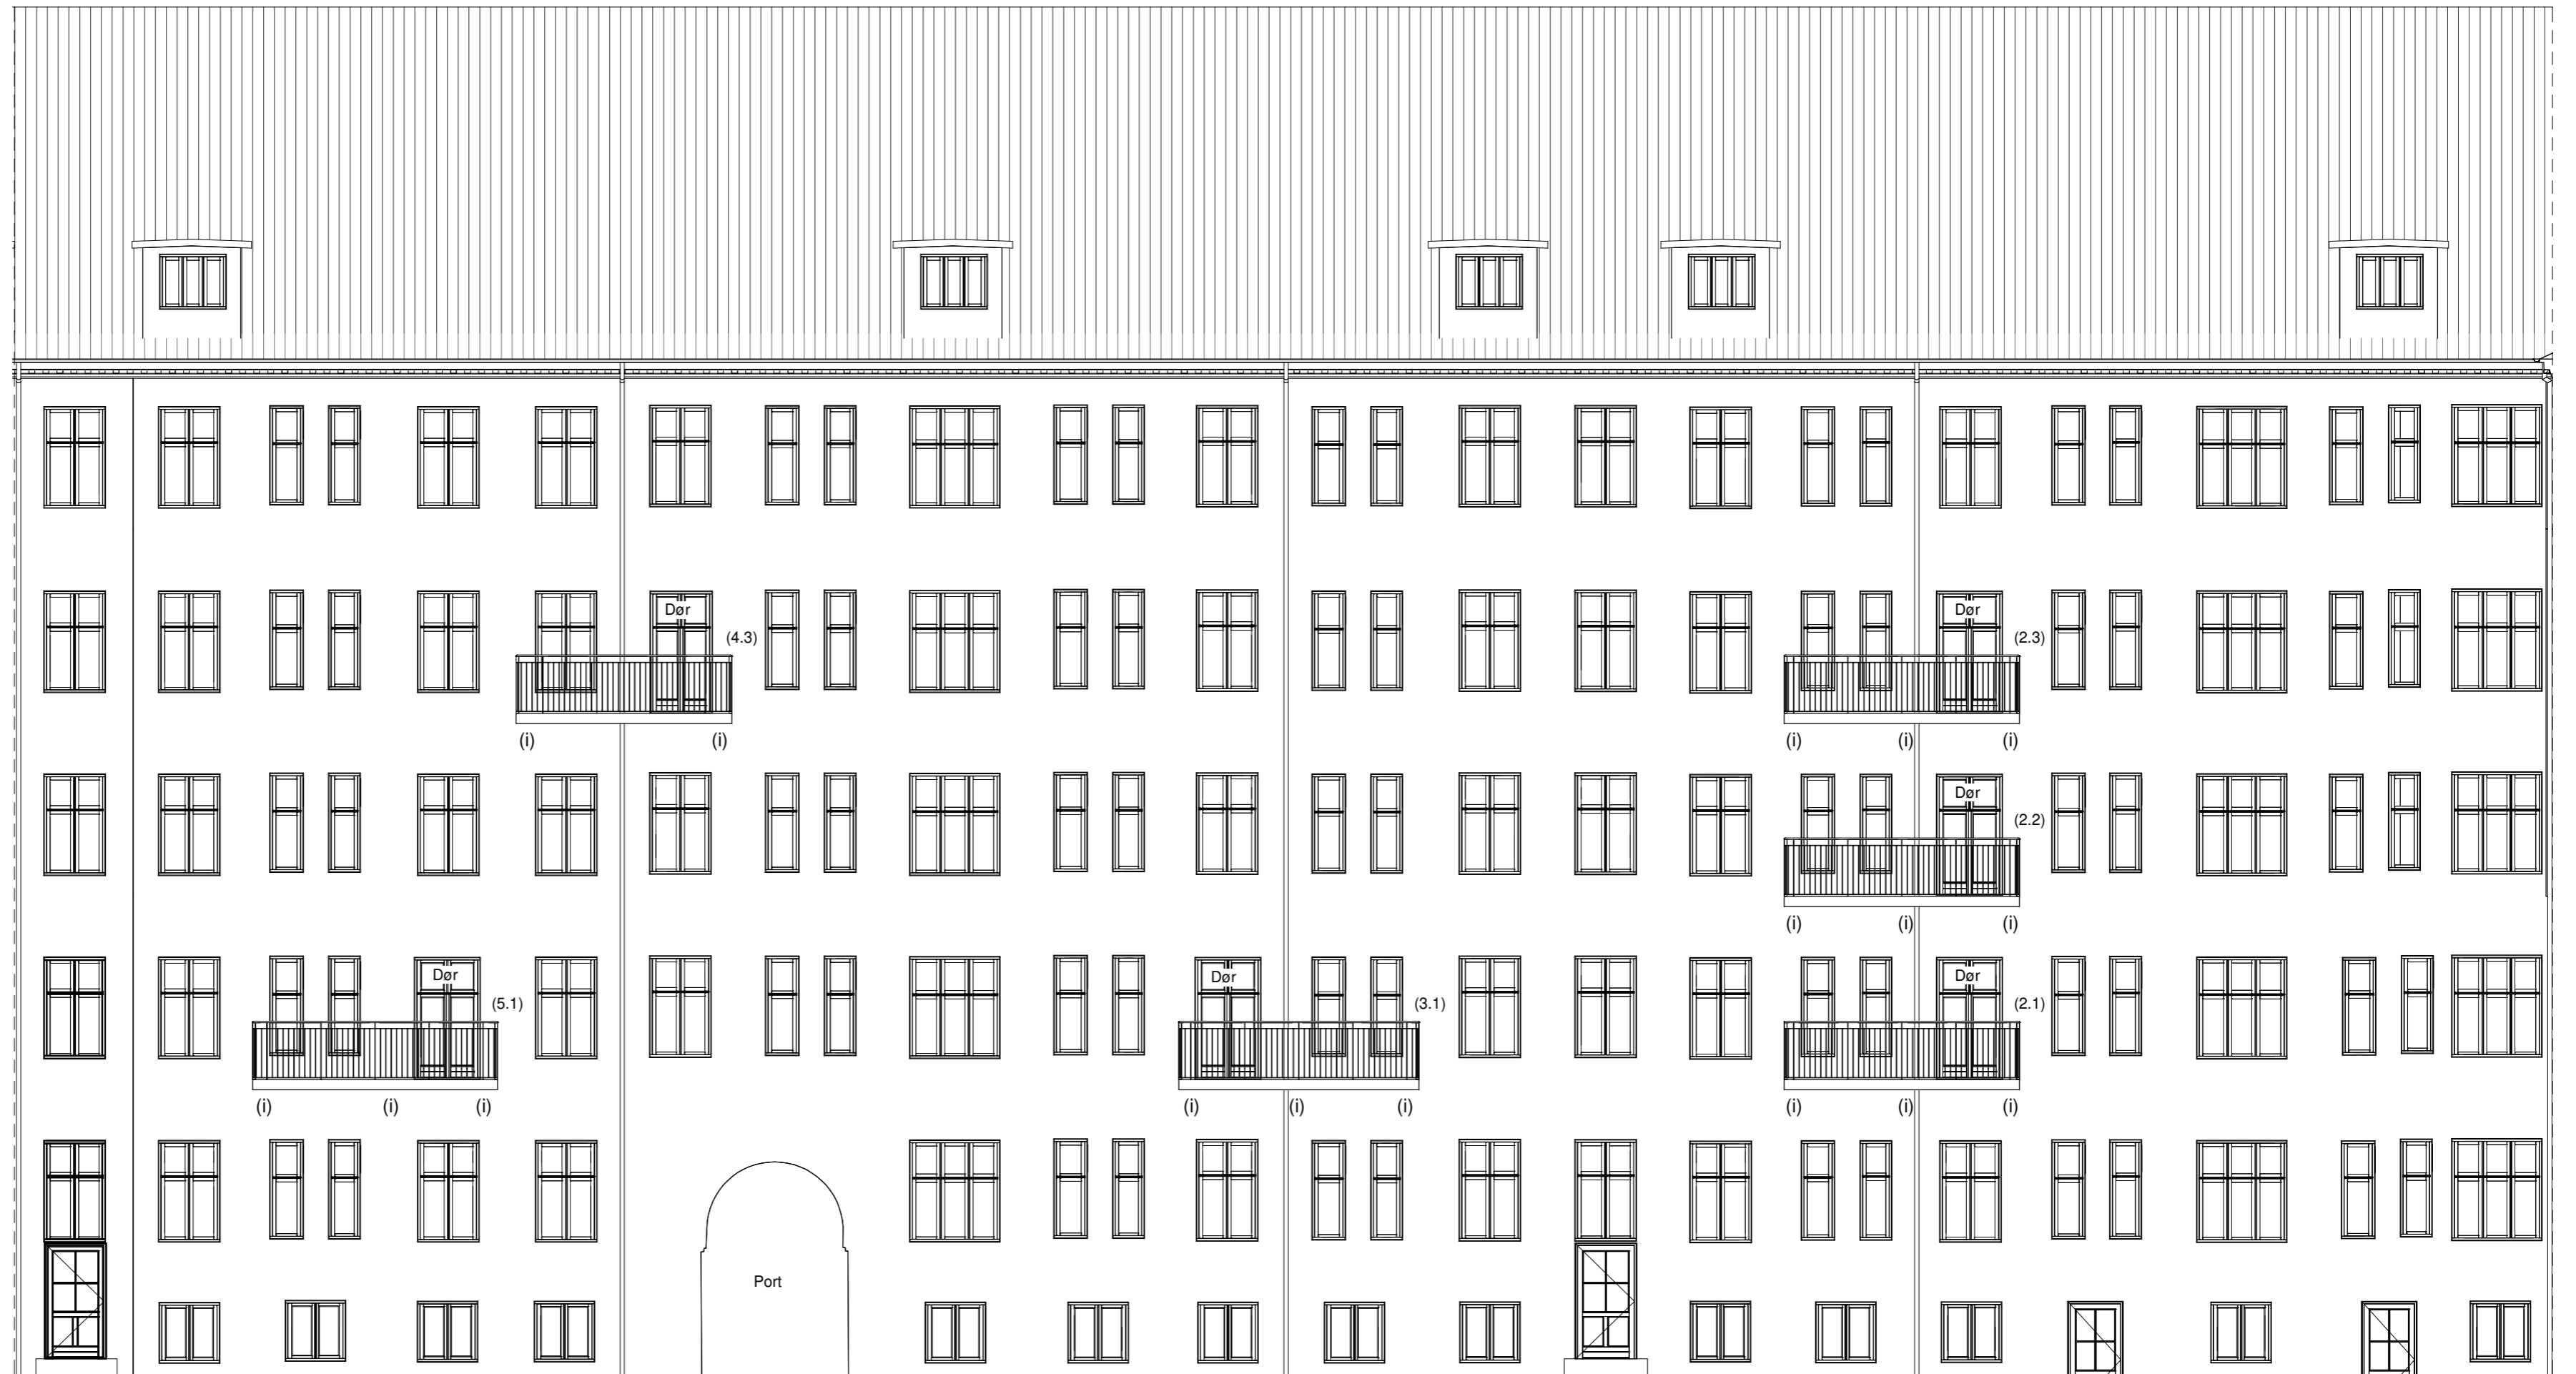 Dør
(4.3)
Dør
(2.3)
(i) (i)
(i) (i) (i)
Dør
(2.2)
(i) (i) (i)
Dør
(5.1)
Dør
(3.1)
Dør
(2.1)
(i) (i) (i)
(i) (i) (i)
(i) (i) (i)
Port